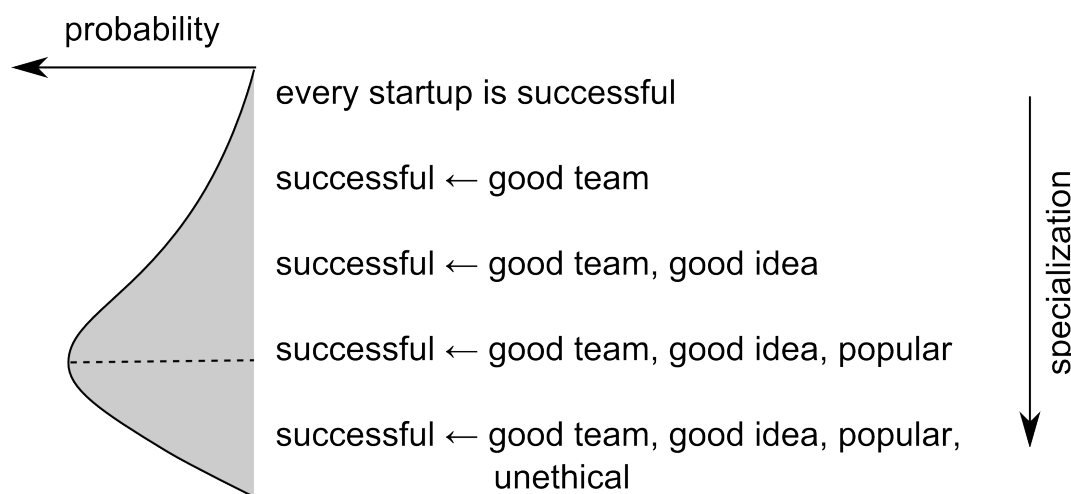 probability
every startup is successful
successful ← good team
successful ← good team, good idea
successful ← good team, good idea, popular
successful ← good team, good idea, popular,
unethical
specialization